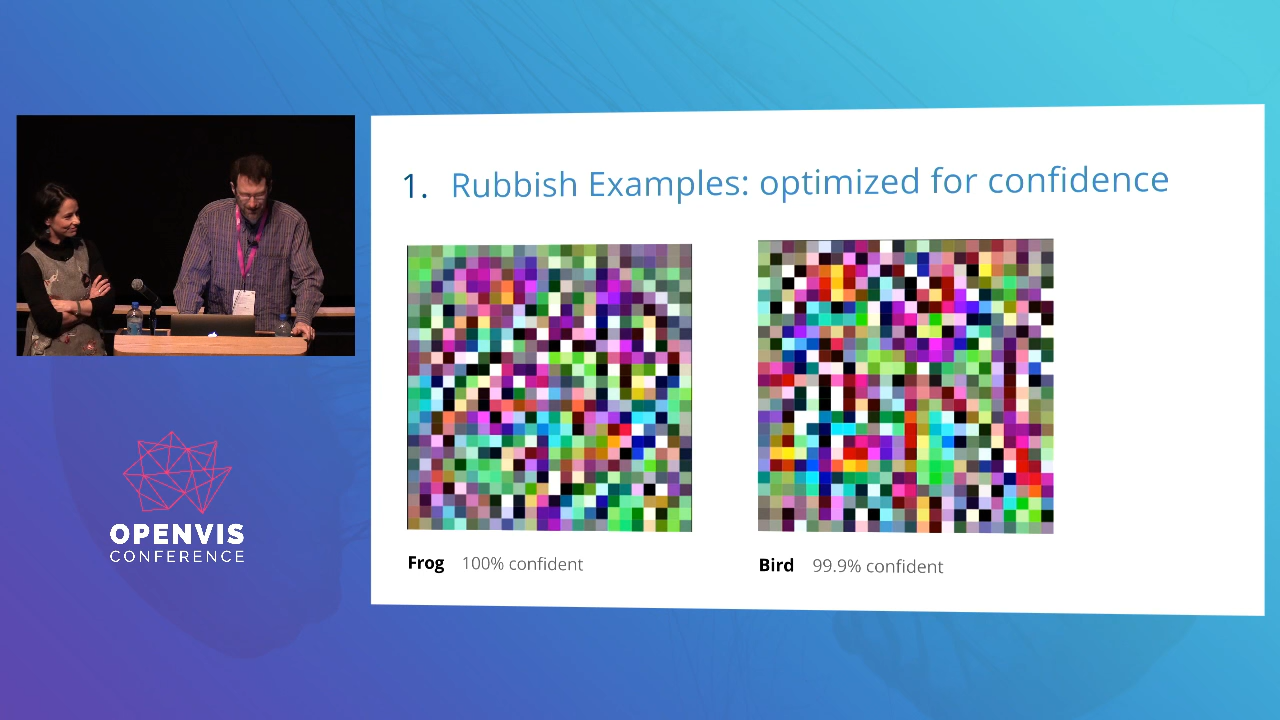 1. Rubbish Examples: optimized for confidence
Frog 100% confident
Bird 99.9% confident
OPENVIS
CONFERENCE